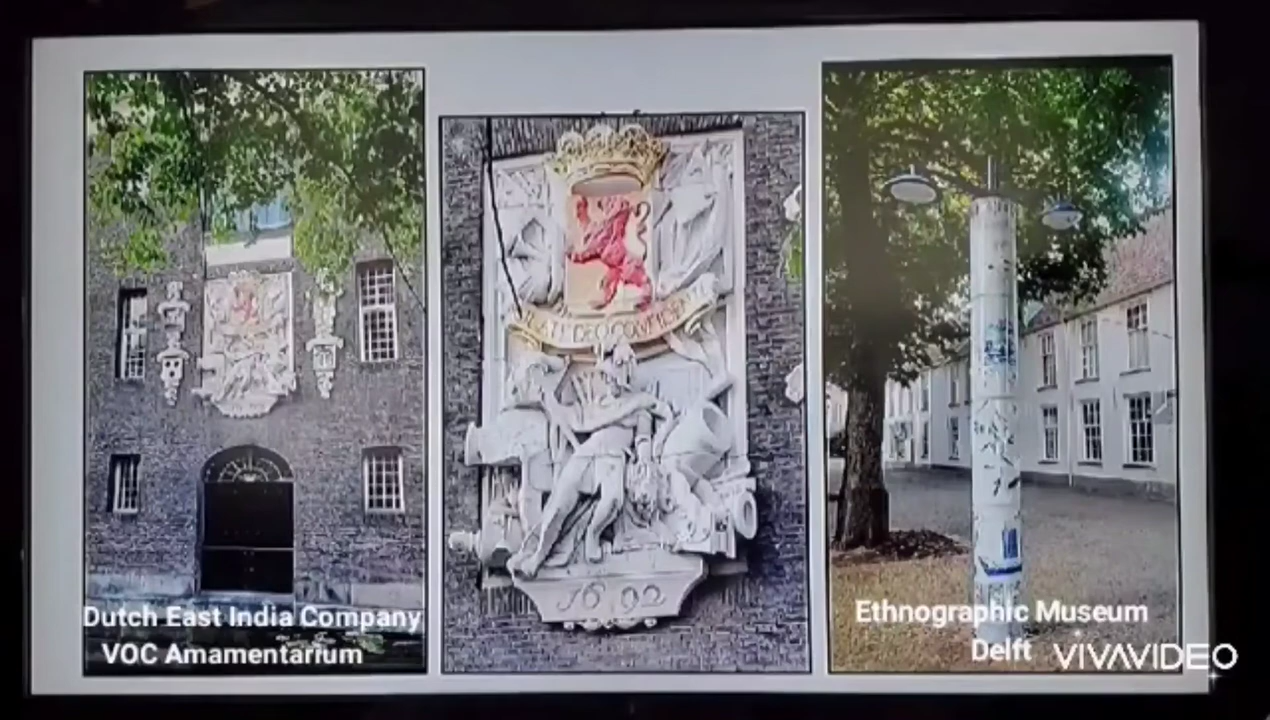 Dutch East India Company
VOC Amamentarium
1692
Ethnographic Museum
Delft
VIVAVIDEO